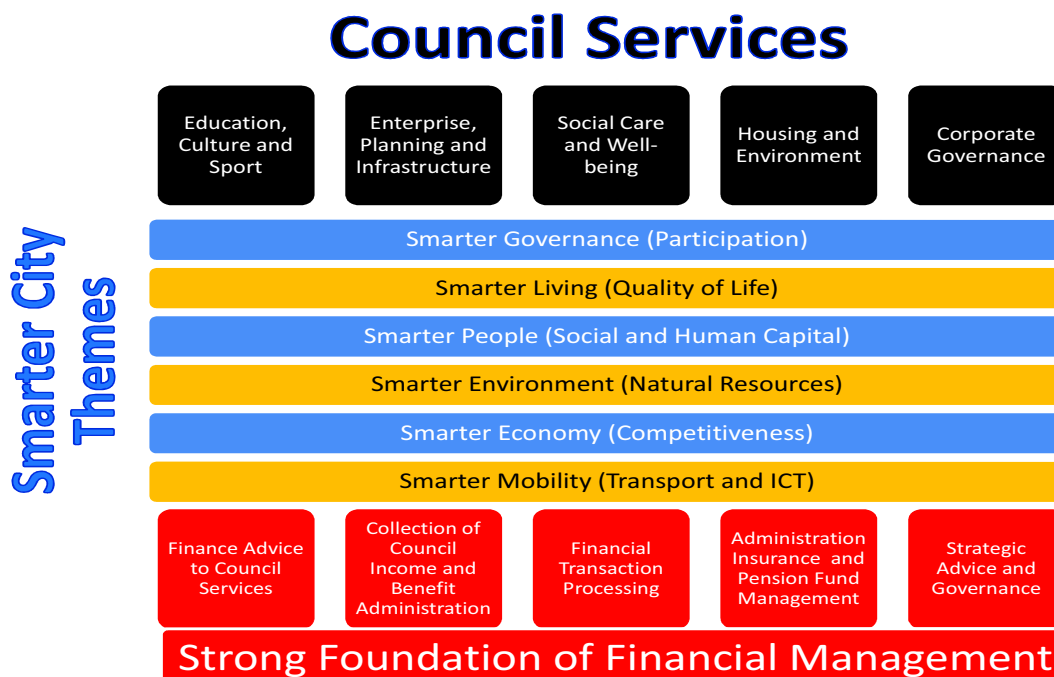 Council Services
Education,
Culture and
Sport
Enterprise,
Planning and
Infrastructure
Social Care
and Well-
being
Housing and
Environment
Corporate
Governance
Smarter City
Themes
Smarter Governance (Participation)
Smarter Living (Quality of Life)
Smarter People (Social and Human Capital)
Smarter Environment (Natural Resources)
Smarter Economy (Competitiveness)
Smarter Mobility (Transport and ICT)
Finance Advice
to Council
Services
Collection of
Council
Income and
Benefit
Administration
Financial
Transaction
Processing
Administration
Insurance  and
Pension Fund
Management
Strategic
Advice and
Governance
Strong Foundation of Financial Management